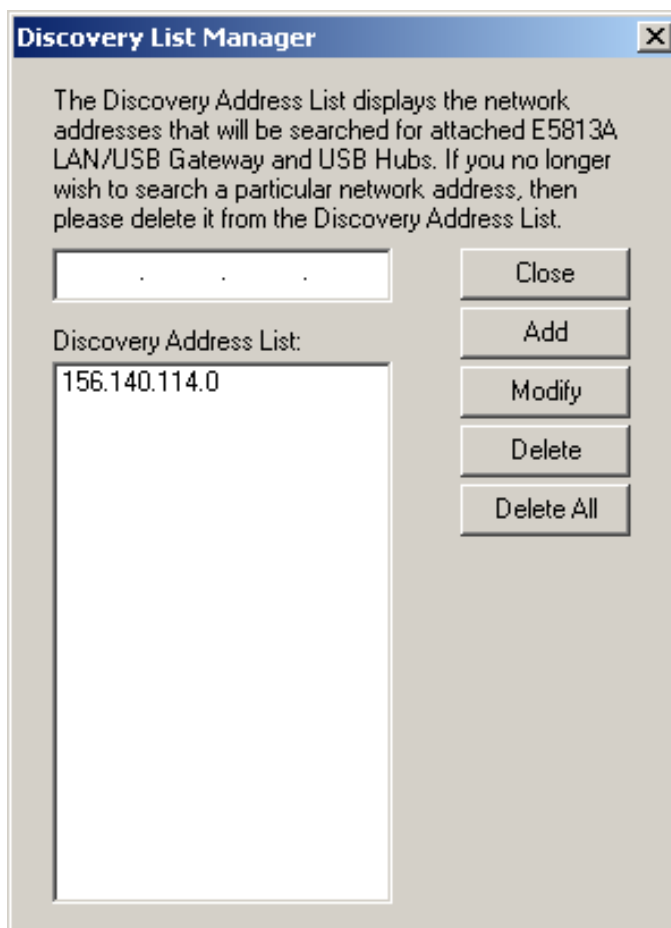 Discovery List Manager
The Discovery Address List displays the network
addresses that will be searched for attached E5813A
LAN/USB Gateway and USB Hubs. If you no longer
wish to search a particular network address, then
please delete it from the Discovery Address List.
. . .
Close
Add
Discovery Address List:
156.140.114.0
Modify
Delete
Delete All